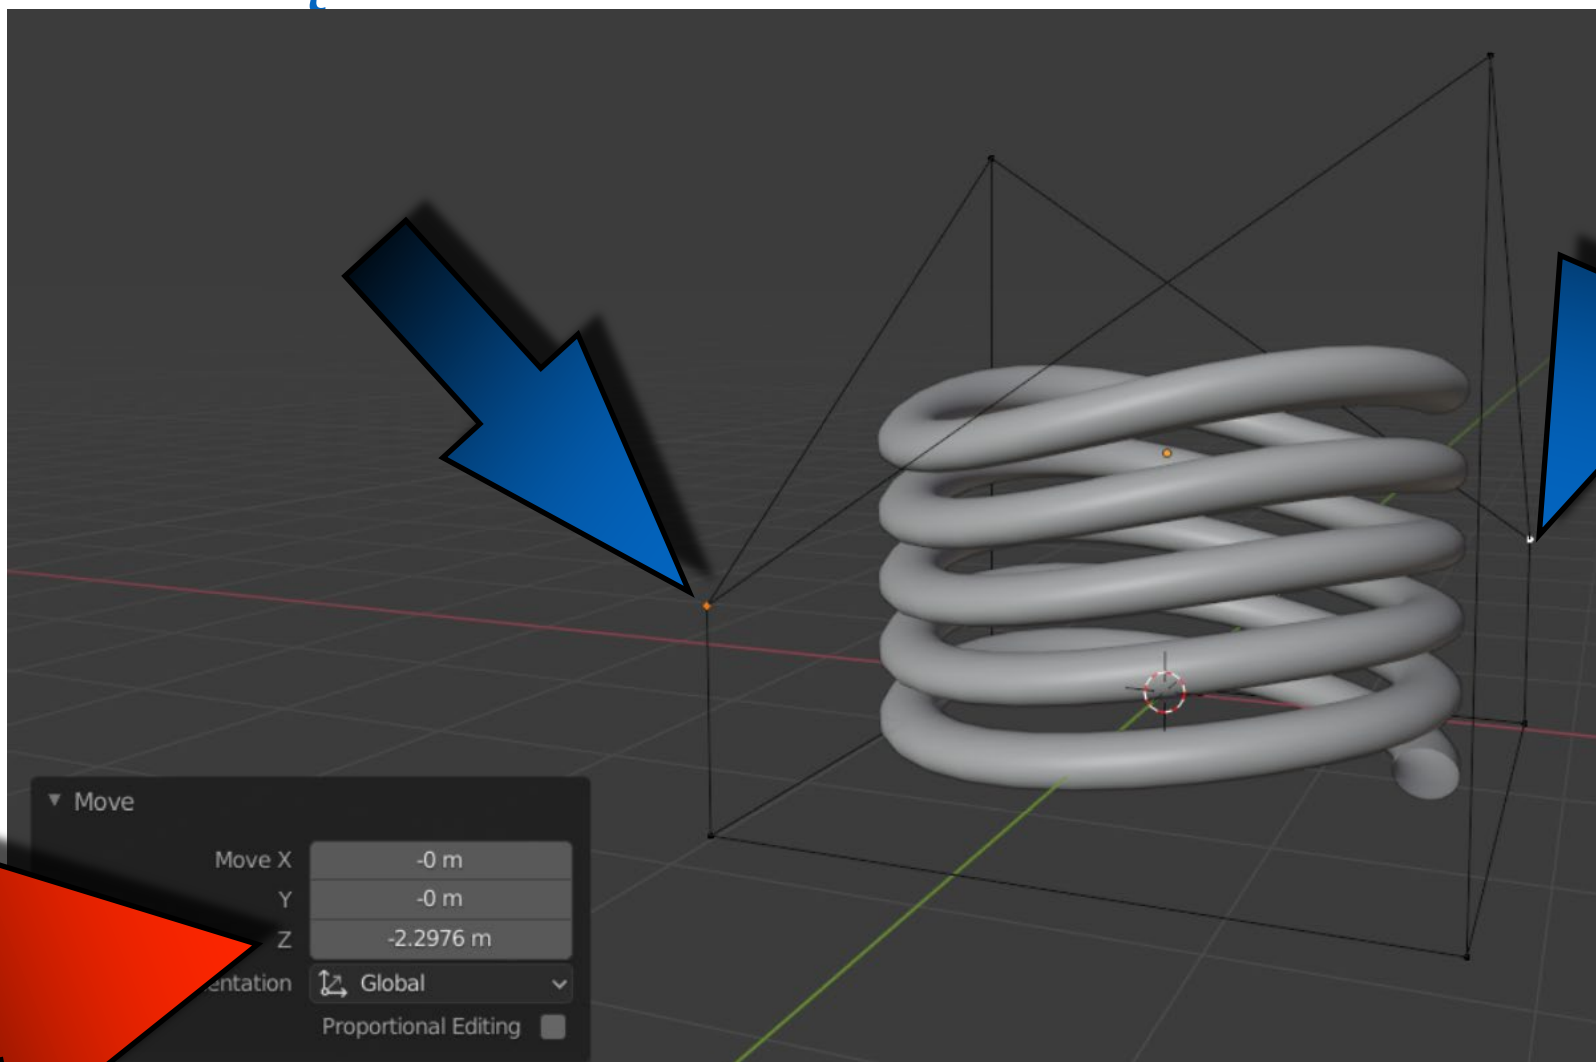 Move
Move X -0 m
Y -0 m
Z -2.2976 m
entation Global
Proportional Editing